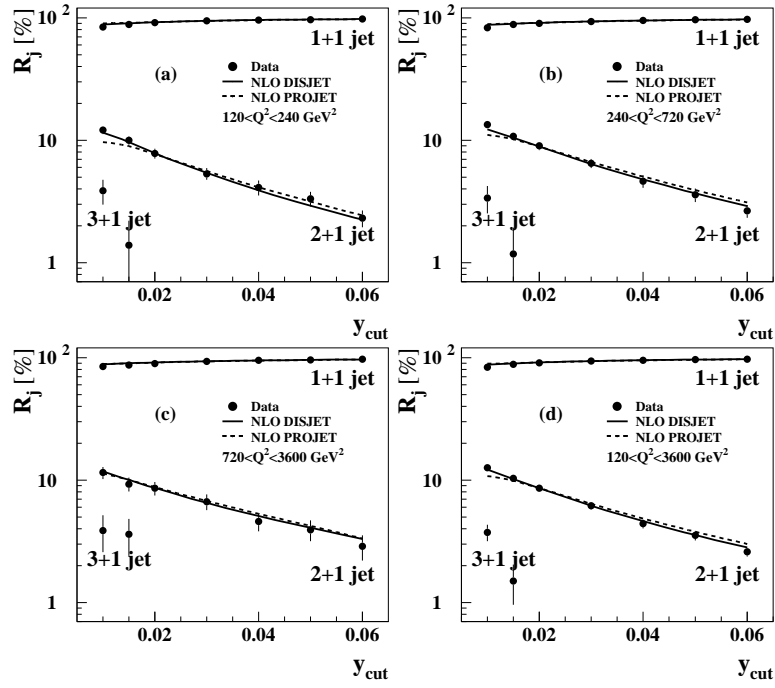 R_j [%]
10^2
1+1 jet
(a)
Data
NLO DISJET
NLO PROJET
120<Q^2<240 GeV^2
10
3+1 jet
2+1 jet
1
0.02
0.04
0.06
y_cut
R_j [%]
10^2
1+1 jet
(b)
Data
NLO DISJET
NLO PROJET
240<Q^2<720 GeV^2
10
3+1 jet
2+1 jet
1
0.02
0.04
0.06
y_cut
R_j [%]
10^2
1+1 jet
(c)
Data
NLO DISJET
NLO PROJET
720<Q^2<3600 GeV^2
10
3+1 jet
2+1 jet
1
0.02
0.04
0.06
y_cut
R_j [%]
10^2
1+1 jet
(d)
Data
NLO DISJET
NLO PROJET
120<Q^2<3600 GeV^2
10
3+1 jet
2+1 jet
1
0.02
0.04
0.06
y_cut